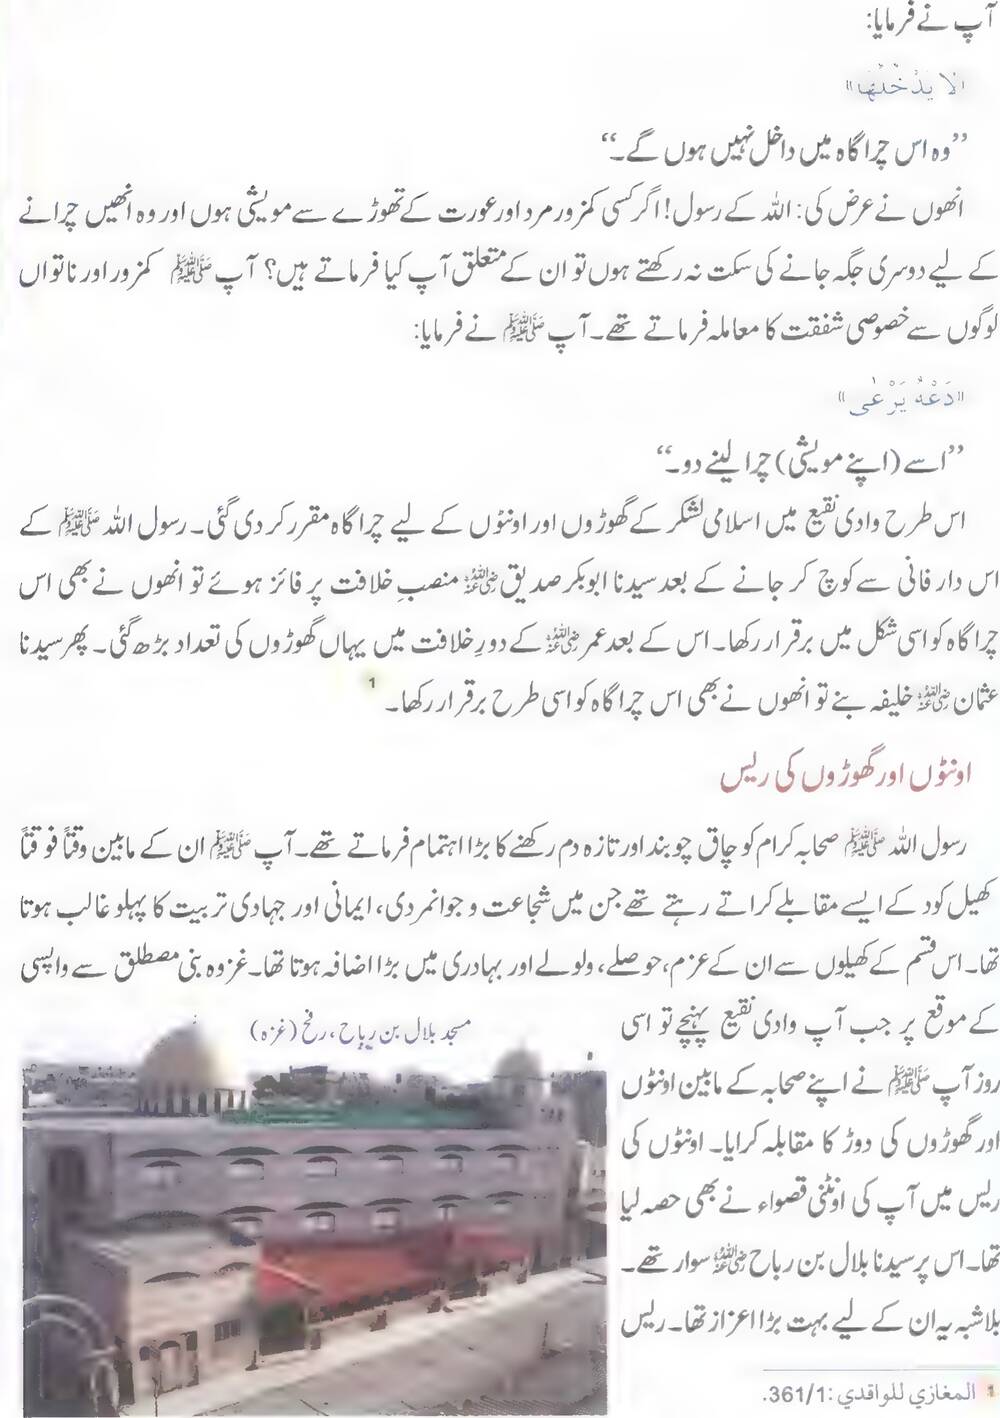 آپ نے فرمایا:
«لَا یَدْخُلُهَا»
”وہ اس چراگاہ میں داخل نہیں ہوں گے۔“
انھوں نے عرض کی: اللہ کے رسول! اگر کسی کمزور مرد اور عورت کے تھوڑے سے مویشی ہوں اور وہ انھیں چرانے
کے لیے دوسری جگہ جانے کی سکت نہ رکھتے ہوں تو ان کے متعلق آپ کیا فرماتے ہیں؟ آپ ﷺ کمزور اور ناتواں
لوگوں سے خصوصی شفقت کا معاملہ فرماتے تھے۔ آپ ﷺ نے فرمایا:
«دَعْهُ یَرْعٰی»
”اسے (اپنے مویشی) چرا لینے دو۔“
اس طرح وادی نقیع میں اسلامی لشکر کے گھوڑوں اور اونٹوں کے لیے چراگاہ مقرر کر دی گئی۔ رسول اللہ ﷺ کے
اس دار فانی سے کوچ کر جانے کے بعد سیدنا ابوبکر صدیق رضی اللہ عنہ منصبِ خلافت پر فائز ہوئے تو انھوں نے بھی اس
چراگاہ کو اسی شکل میں برقرار رکھا۔ اس کے بعد عمر رضی اللہ عنہ کے دورِ خلافت میں یہاں گھوڑوں کی تعداد بڑھ گئی۔ پھر سیدنا
عثمان رضی اللہ عنہ خلیفہ بنے تو انھوں نے بھی اس چراگاہ کو اسی طرح برقرار رکھا۔ 1
اونٹوں اور گھوڑوں کی ریس
رسول اللہ ﷺ صحابہ کرام کو چاق چوبند اور تازہ دم رکھنے کا بڑا اہتمام فرماتے تھے۔ آپ ﷺ ان کے مابین وقتاً فوقتاً
کھیل کود کے ایسے مقابلے کراتے رہتے تھے جن میں شجاعت و جوانمردی، ایمانی اور جہادی تربیت کا پہلو غالب ہوتا
تھا۔ اس قسم کے کھیلوں سے ان کے عزم، حوصلے، ولولے اور بہادری میں بڑا اضافہ ہوتا تھا۔ غزوہ بنی مصطلق سے واپسی
کے موقع پر جب آپ وادی نقیع پہنچے تو اسی
روز آپ ﷺ نے اپنے صحابہ کے مابین اونٹوں
اور گھوڑوں کی دوڑ کا مقابلہ کرایا۔ اونٹوں کی
ریس میں آپ کی اونٹنی قصواء نے بھی حصہ لیا
تھا۔ اس پر سیدنا بلال بن رباح رضی اللہ عنہ سوار تھے۔
بلاشبہ یہ ان کے لیے بہت بڑا اعزاز تھا۔ ریس
مسجد بلال بن رباح، رفح (غزہ)
1 المغازي للواقدي: 361/1.